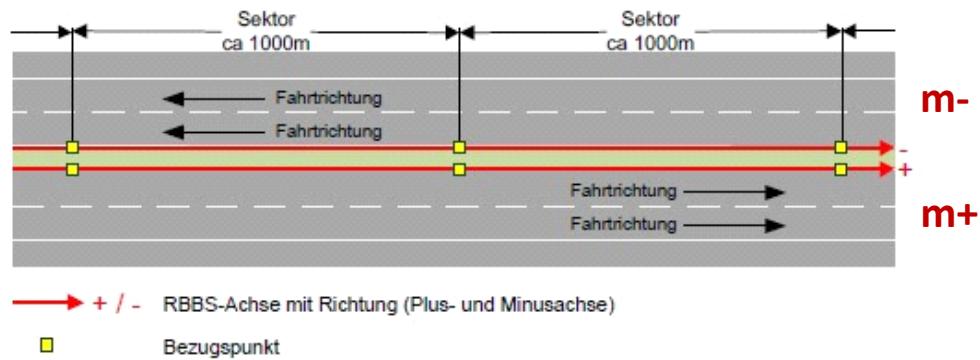 Sektor
ca 1000m
Sektor
ca 1000m
Fahrtrichtung
Fahrtrichtung
m-
-
+
Fahrtrichtung
Fahrtrichtung
m+
+ / - RBBS-Achse mit Richtung (Plus- und Minusachse)
Bezugspunkt